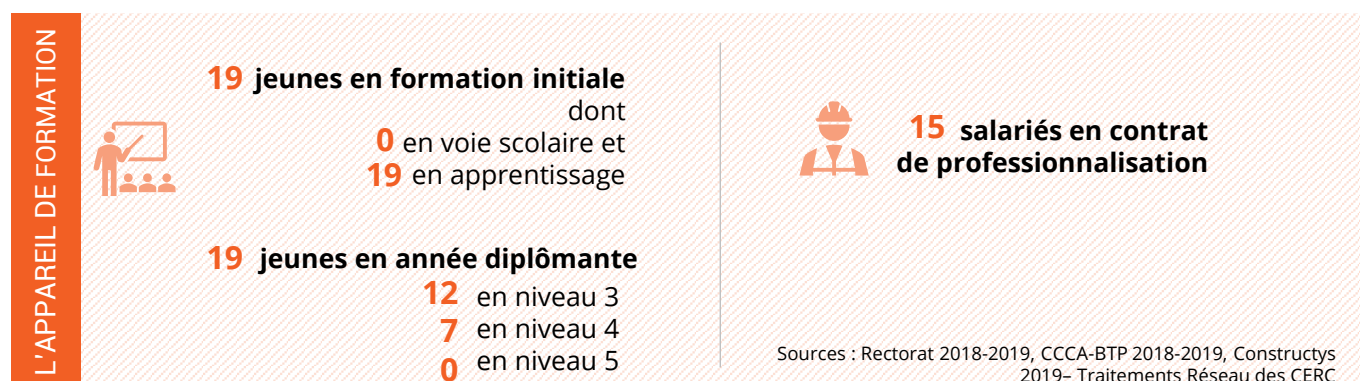 L'APPAREIL DE FORMATION
19 jeunes en formation initiale
dont
0 en voie scolaire et
19 en apprentissage
19 jeunes en année diplômante
12 en niveau 3
7 en niveau 4
0 en niveau 5
15 salariés en contrat
de professionnalisation
Sources : Rectorat 2018-2019, CCCA-BTP 2018-2019, Constructys
2019– Traitements Réseau des CERC